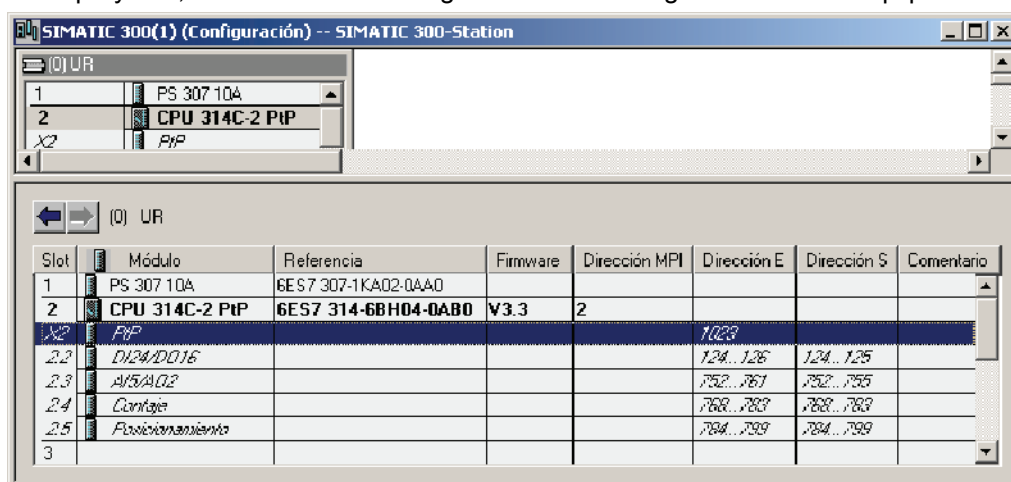 SIMATIC 300(1) (Configuración) -- SIMATIC 300-Station
(0) UR
1 PS 307 10A
2 CPU 314C-2 PtP
X2 PtP
(0) UR
Slot Módulo Referencia Firmware Dirección MPI Dirección E Dirección S Comentario
1 PS 307 10A 6ES7 307-1KA02-0AA0
2 CPU 314C-2 PtP 6ES7 314-6BH04-0AB0 V3.3 2
X2 PtP 1023
2.2 DI24/DO16 124...126 124...125
2.3 AI5/AO2 752...761 752...755
2.4 Contaje 768...783 768...783
2.5 Posicionamiento 784...799 784...799
3